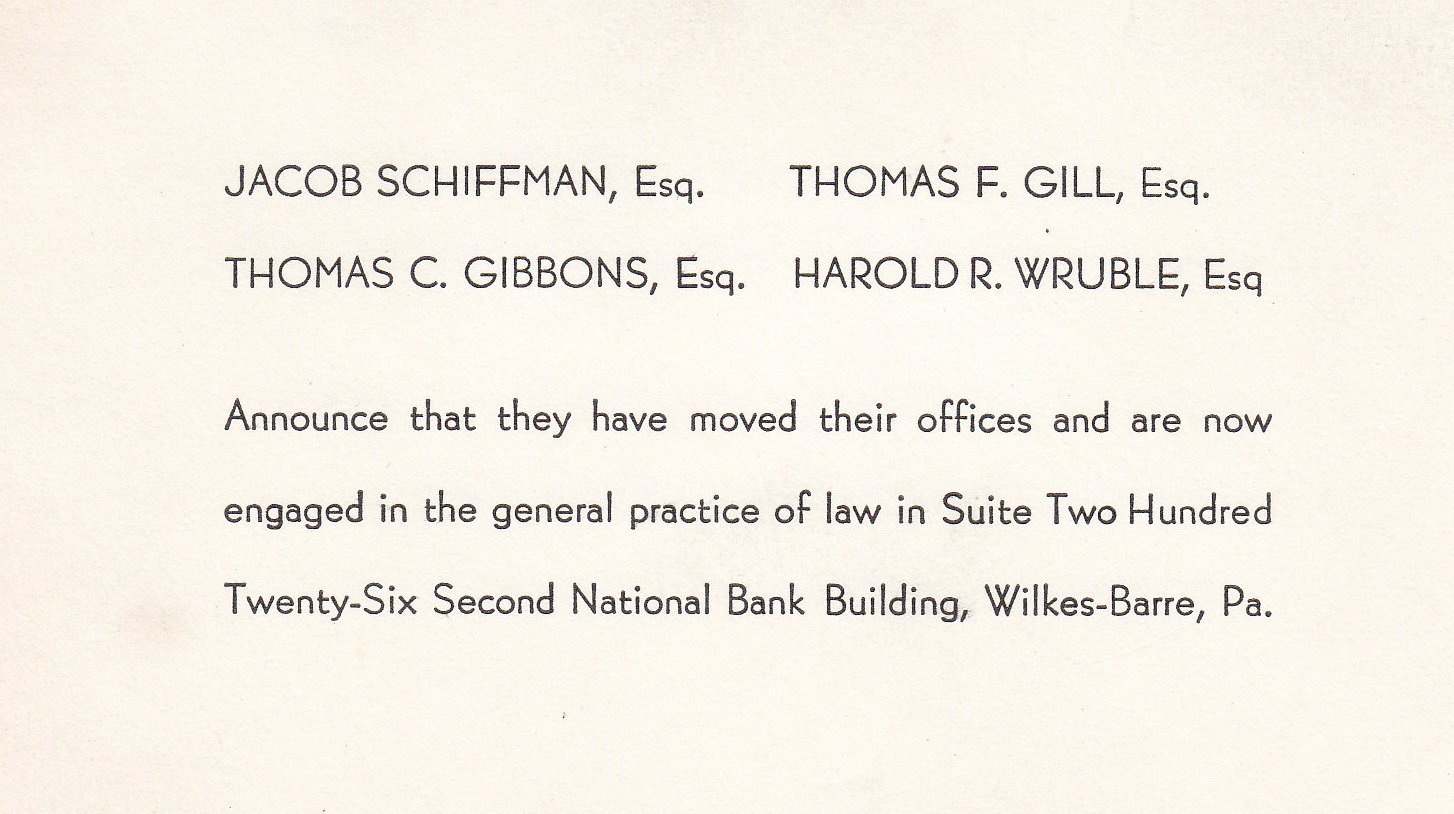 JACOB SCHIFFMAN, Esq. THOMAS F. GILL, Esq.
THOMAS C. GIBBONS, Esq. HAROLD R. WRUBLE, Esq
Announce that they have moved their offices and are now
engaged in the general practice of law in Suite Two Hundred
Twenty-Six Second National Bank Building, Wilkes-Barre, Pa.